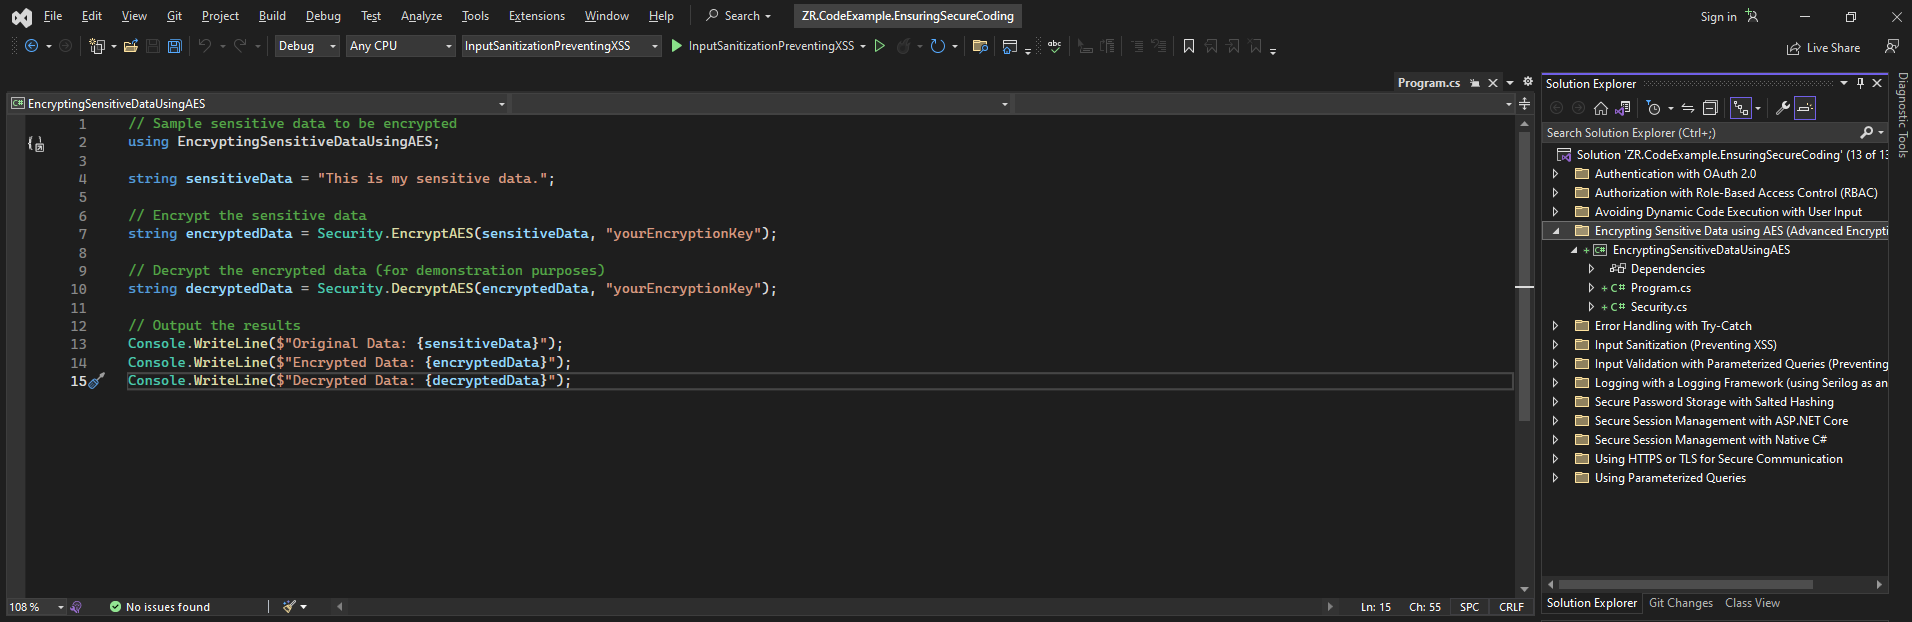 File Edit View Git Project Build Debug Test Analyze Tools Extensions Window Help Search ZR.CodeExample.EnsuringSecureCoding Sign in
Debug Any CPU InputSanitizationPreventingXSS InputSanitizationPreventingXSS abc Live Share
Program.cs
C# EncryptingSensitiveDataUsingAES
1 // Sample sensitive data to be encrypted
2 using EncryptingSensitiveDataUsingAES;
3
4 string sensitiveData = "This is my sensitive data.";
5
6 // Encrypt the sensitive data
7 string encryptedData = Security.EncryptAES(sensitiveData, "yourEncryptionKey");
8
9 // Decrypt the encrypted data (for demonstration purposes)
10 string decryptedData = Security.DecryptAES(encryptedData, "yourEncryptionKey");
11
12 // Output the results
13 Console.WriteLine($"Original Data: {sensitiveData}");
14 Console.WriteLine($"Encrypted Data: {encryptedData}");
15 Console.WriteLine($"Decrypted Data: {decryptedData}");
108 % No issues found Ln: 15 Ch: 55 SPC CRLF
Solution Explorer
Search Solution Explorer (Ctrl+;)
Solution 'ZR.CodeExample.EnsuringSecureCoding' (13 of 13
Authentication with OAuth 2.0
Authorization with Role-Based Access Control (RBAC)
Avoiding Dynamic Code Execution with User Input
Encrypting Sensitive Data using AES (Advanced Encrypti
C# EncryptingSensitiveDataUsingAES
Dependencies
C# Program.cs
C# Security.cs
Error Handling with Try-Catch
Input Sanitization (Preventing XSS)
Input Validation with Parameterized Queries (Preventing
Logging with a Logging Framework (using Serilog as an
Secure Password Storage with Salted Hashing
Secure Session Management with ASP.NET Core
Secure Session Management with Native C#
Using HTTPS or TLS for Secure Communication
Using Parameterized Queries
Solution Explorer Git Changes Class View
Diagnostic Tools